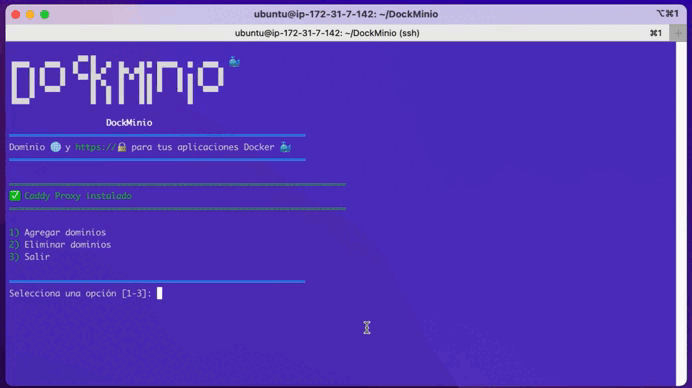 ubuntu@ip-172-31-7-142: ~/DockMinio
⌥⌘1
ubuntu@ip-172-31-7-142: ~/DockMinio (ssh)
⌘1
+
DockMinio 🐳
DockMinio
Dominio 🌐 y https://🔒 para tus aplicaciones Docker 🐳
✅ Caddy Proxy instalado
1) Agregar dominios
2) Eliminar dominios
3) Salir
Selecciona una opción [1-3]: